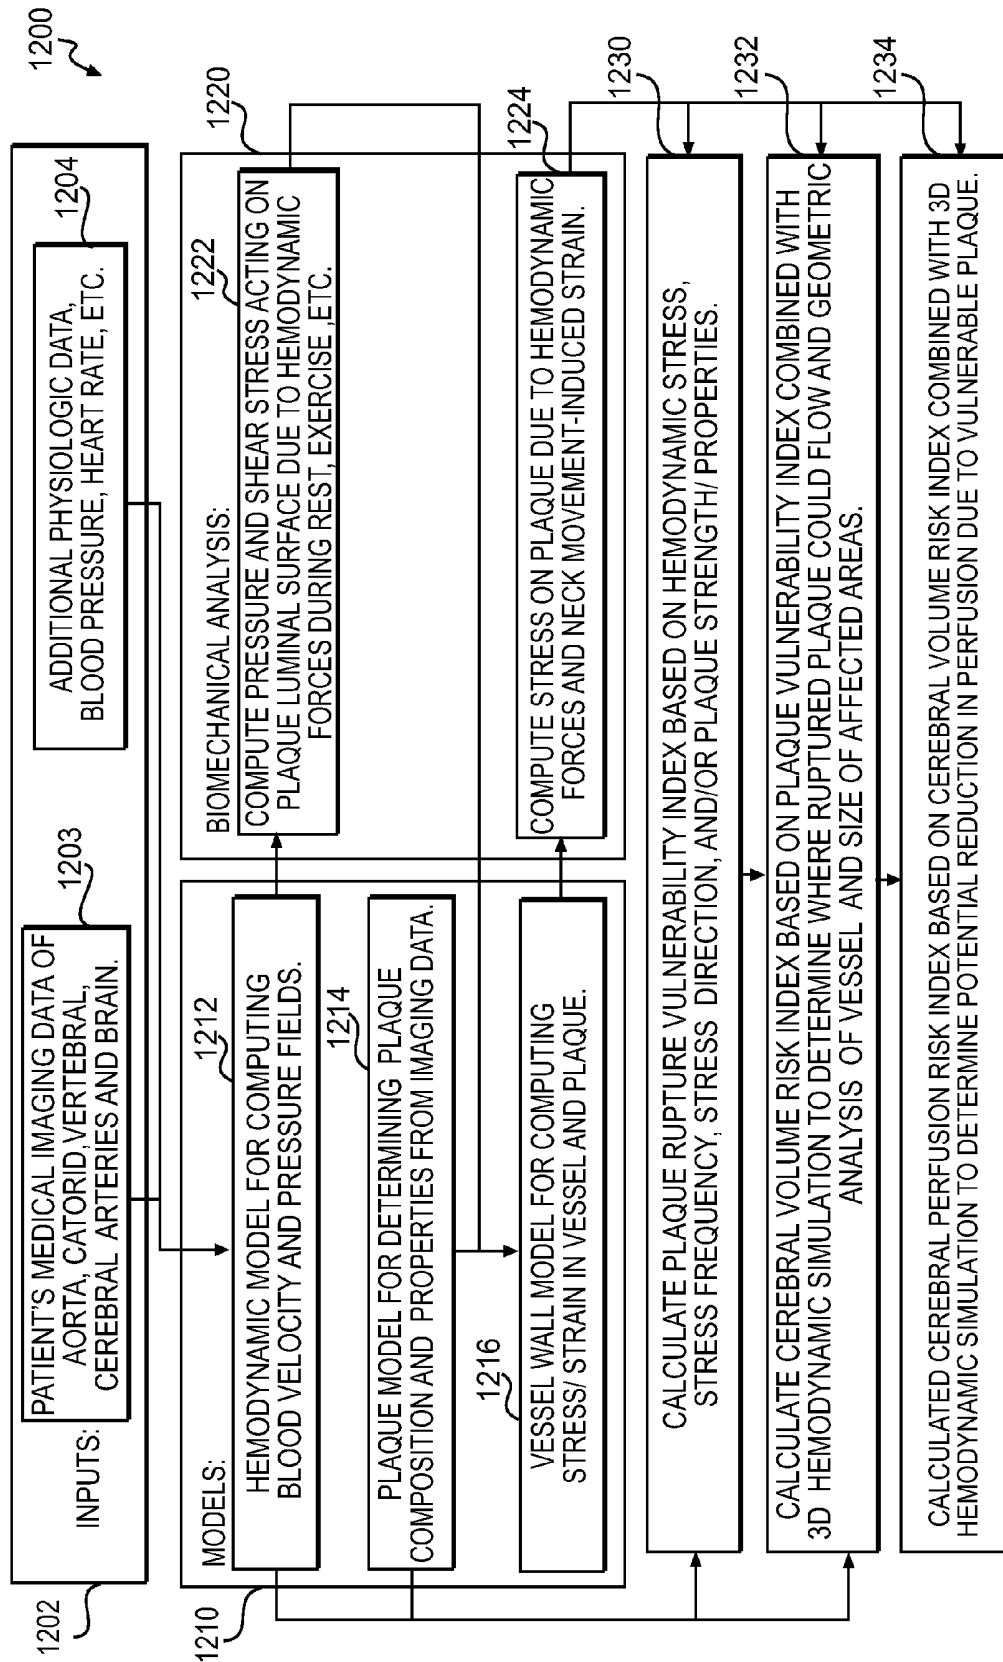 1200
1202
INPUTS:
PATIENT'S MEDICAL IMAGING DATA OF
AORTA, CATORID,VERTEBRAL,
CEREBRAL ARTERIES AND BRAIN.
1203
ADDITIONAL PHYSIOLOGIC DATA,
BLOOD PRESSURE, HEART RATE, ETC.
1204
1210
MODELS:
1212
HEMODYNAMIC MODEL FOR COMPUTING
BLOOD VELOCITY AND PRESSURE FIELDS.
PLAQUE MODEL FOR DETERMINING PLAQUE
COMPOSITION AND PROPERTIES FROM IMAGING DATA.
1214
1216
VESSEL WALL MODEL FOR COMPUTING
STRESS/ STRAIN IN VESSEL AND PLAQUE.
1220
BIOMECHANICAL ANALYSIS:
1222
COMPUTE PRESSURE AND SHEAR STRESS ACTING ON
PLAQUE LUMINAL SURFACE DUE TO HEMODYNAMIC
FORCES DURING REST, EXERCISE ,ETC.
1224
COMPUTE STRESS ON PLAQUE DUE TO HEMODYNAMIC
FORCES AND NECK MOVEMENT-INDUCED STRAIN.
1230
CALCULATE PLAQUE RUPTURE VULNERABILITY INDEX BASED ON HEMODYNAMIC STRESS,
STRESS FREQUENCY, STRESS DIRECTION, AND/OR PLAQUE STRENGTH/ PROPERTIES.
1232
CALCULATE CEREBRAL VOLUME RISK INDEX BASED ON PLAQUE VULNERABILITY INDEX COMBINED WITH
3D HEMODYNAMIC SIMULATION TO DETERMINE WHERE RUPTURED PLAQUE COULD FLOW AND GEOMETRIC
ANALYSIS OF VESSEL AND SIZE OF AFFECTED AREAS.
1234
CALCULATED CEREBRAL PERFUSION RISK INDEX BASED ON CEREBRAL VOLUME RISK INDEX COMBINED WITH 3D
HEMODYNAMIC SIMULATION TO DETERMINE POTENTIAL REDUCTION IN PERFUSION DUE TO VULNERABLE PLAQUE.